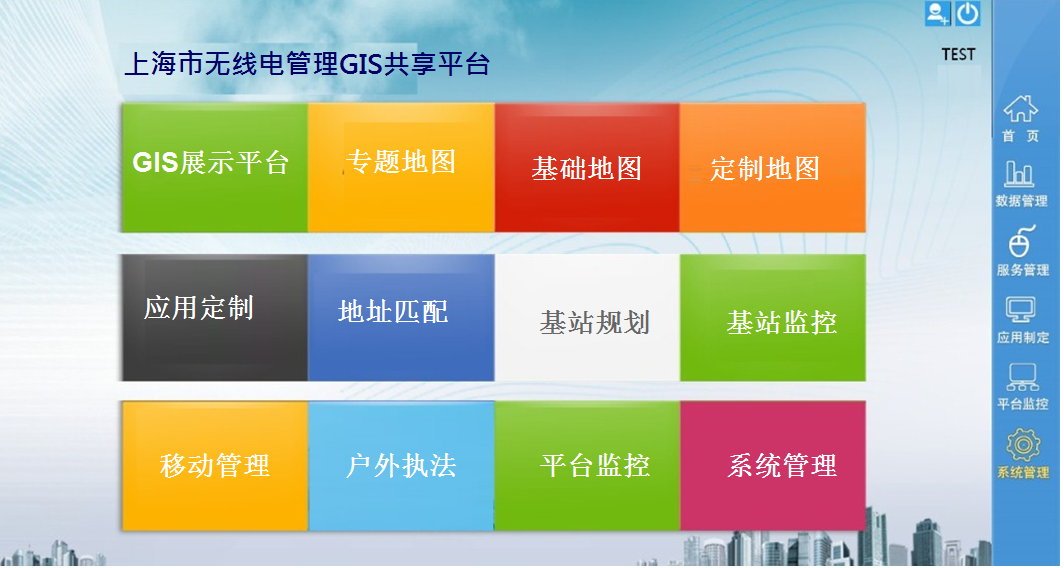 上海市无线电管理GIS共享平台
TEST
GIS展示平台
专题地图
基础地图
定制地图
应用定制
地址匹配
基站规划
基站监控
移动管理
户外执法
平台监控
系统管理
首 页
数据管理
服务管理
应用制定
平台监控
系统管理